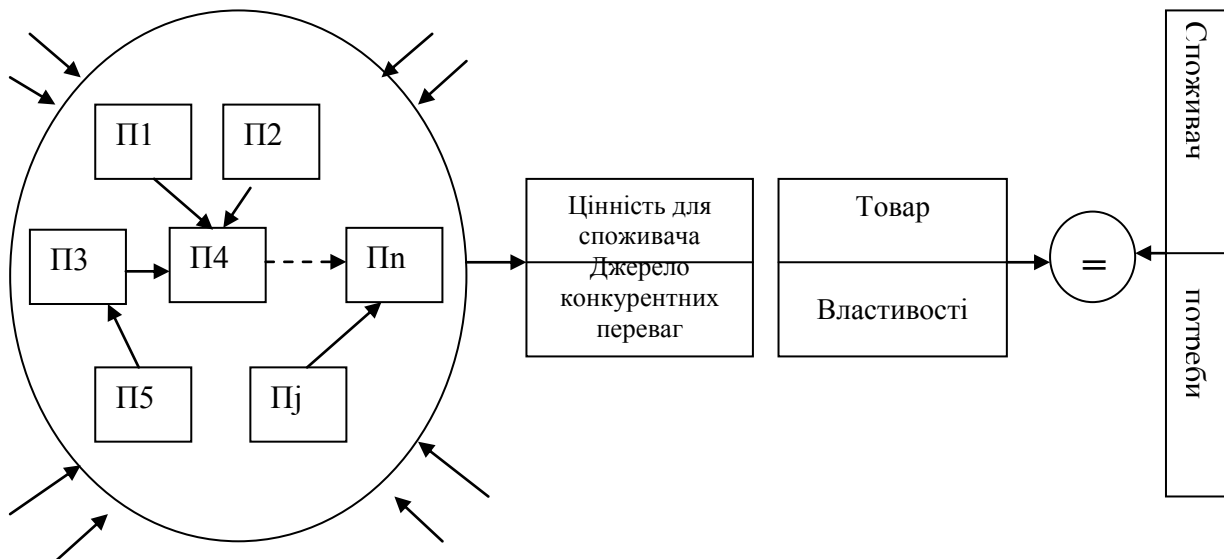 П1
П2
П3
П4
Пn
П5
Пj
Цінність для
споживача
Джерело
конкурентних
переваг
Товар
Властивості
=
Споживач
потреби